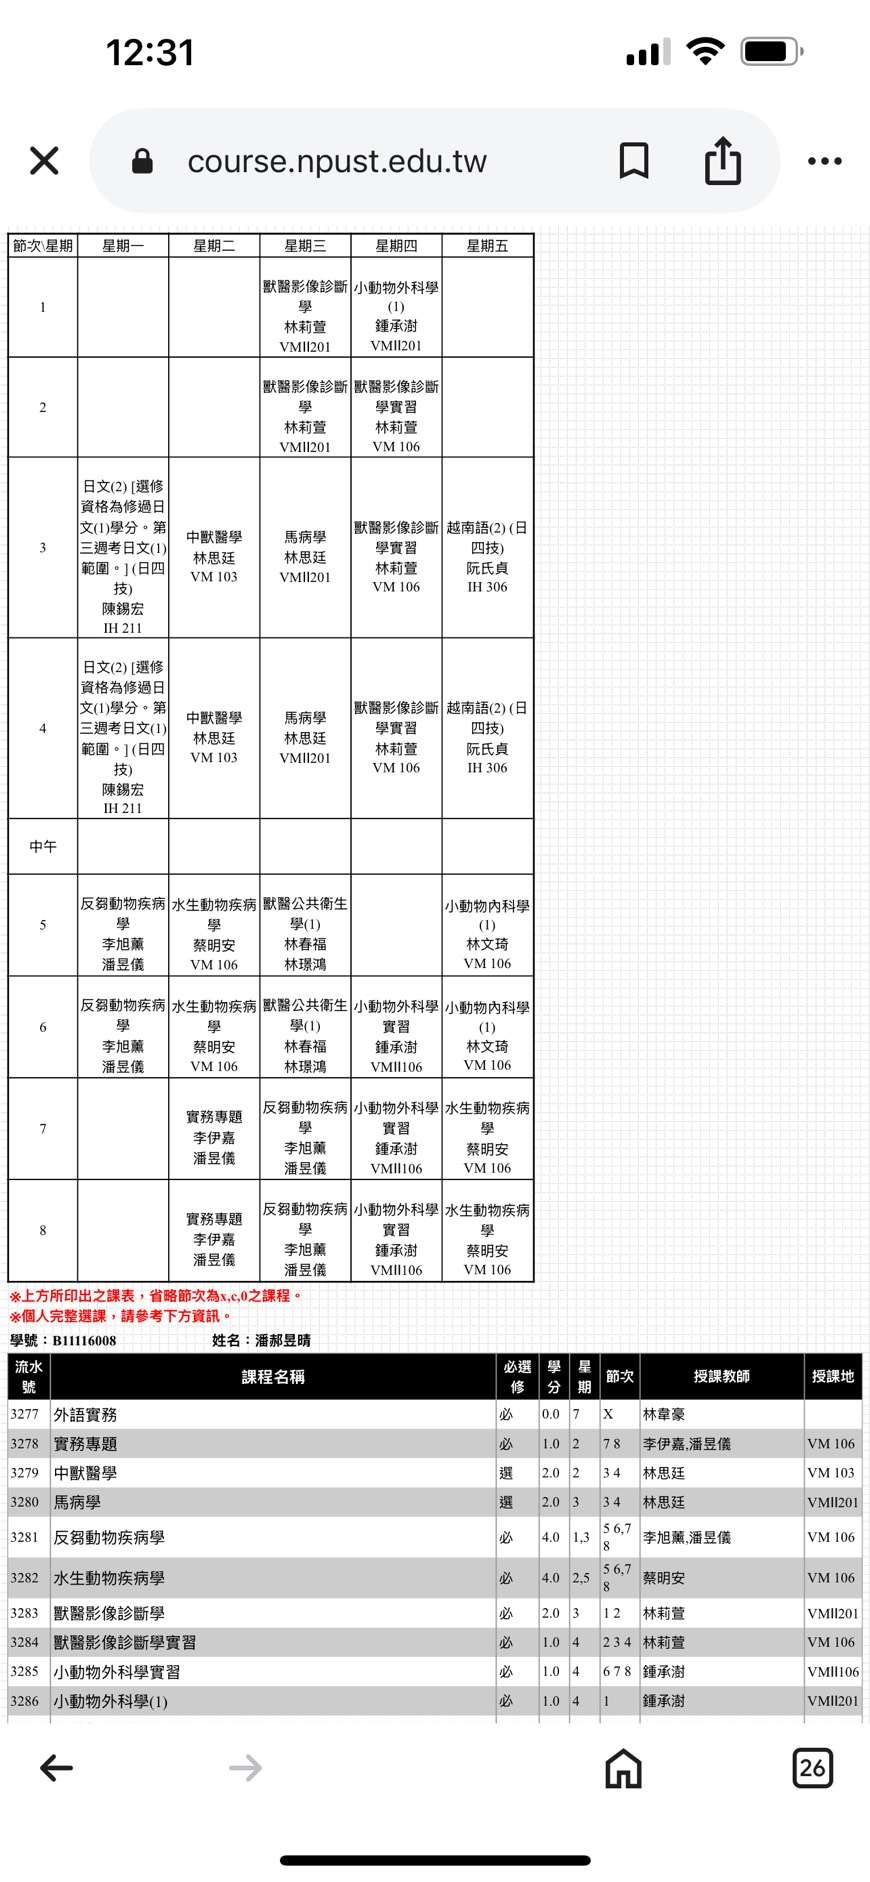 12:31
course.npust.edu.tw
節次\星期 星期一 星期二 星期三 星期四 星期五
1
獸醫影像診斷
學
林莉萱
VMII201
小動物外科學
(1)
鍾承澍
VMII201
2
獸醫影像診斷
學
林莉萱
VMII201
獸醫影像診斷
學實習
林莉萱
VM 106
3
日文(2) [選修
資格為修過日
文(1)學分。第
三週考日文(1)
範圍。] (日四
技)
陳錫宏
IH 211
中獸醫學
林思廷
VM 103
馬病學
林思廷
VMII201
獸醫影像診斷
學實習
林莉萱
VM 106
越南語(2) (日
四技)
阮氏貞
IH 306
4
日文(2) [選修
資格為修過日
文(1)學分。第
三週考日文(1)
範圍。] (日四
技)
陳錫宏
IH 211
中獸醫學
林思廷
VM 103
馬病學
林思廷
VMII201
獸醫影像診斷
學實習
林莉萱
VM 106
越南語(2) (日
四技)
阮氏貞
IH 306
中午
5
反芻動物疾病
學
李旭薰
潘昱儀
水生動物疾病
學
蔡明安
VM 106
獸醫公共衛生
學(1)
林春福
林璟鴻
小動物內科學
(1)
林文琦
VM 106
6
反芻動物疾病
學
李旭薰
潘昱儀
水生動物疾病
學
蔡明安
VM 106
獸醫公共衛生
學(1)
林春福
林璟鴻
小動物外科學
實習
鍾承澍
VMII106
小動物內科學
(1)
林文琦
VM 106
7
實務專題
李伊嘉
潘昱儀
反芻動物疾病
學
李旭薰
潘昱儀
小動物外科學
實習
鍾承澍
VMII106
水生動物疾病
學
蔡明安
VM 106
8
實務專題
李伊嘉
潘昱儀
反芻動物疾病
學
李旭薰
潘昱儀
小動物外科學
實習
鍾承澍
VMII106
水生動物疾病
學
蔡明安
VM 106
※上方所印出之課表，省略節次為x,c,0之課程。
※個人完整選課，請參考下方資訊。
學號：B11116008 姓名：潘郝昱晴
流水號 課程名稱 必選修 學分 星期 節次 授課教師 授課地
3277 外語實務 必 0.0 7 X 林韋豪
3278 實務專題 必 1.0 2 7 8 李伊嘉,潘昱儀 VM 106
3279 中獸醫學 選 2.0 2 3 4 林思廷 VM 103
3280 馬病學 選 2.0 3 3 4 林思廷 VMII201
3281 反芻動物疾病學 必 4.0 1,3 5 6,7 8 李旭薰,潘昱儀 VM 106
3282 水生動物疾病學 必 4.0 2,5 5 6,7 8 蔡明安 VM 106
3283 獸醫影像診斷學 必 2.0 3 1 2 林莉萱 VMII201
3284 獸醫影像診斷學實習 必 1.0 4 2 3 4 林莉萱 VM 106
3285 小動物外科學實習 必 1.0 4 6 7 8 鍾承澍 VMII106
3286 小動物外科學(1) 必 1.0 4 1 鍾承澍 VMII201
26